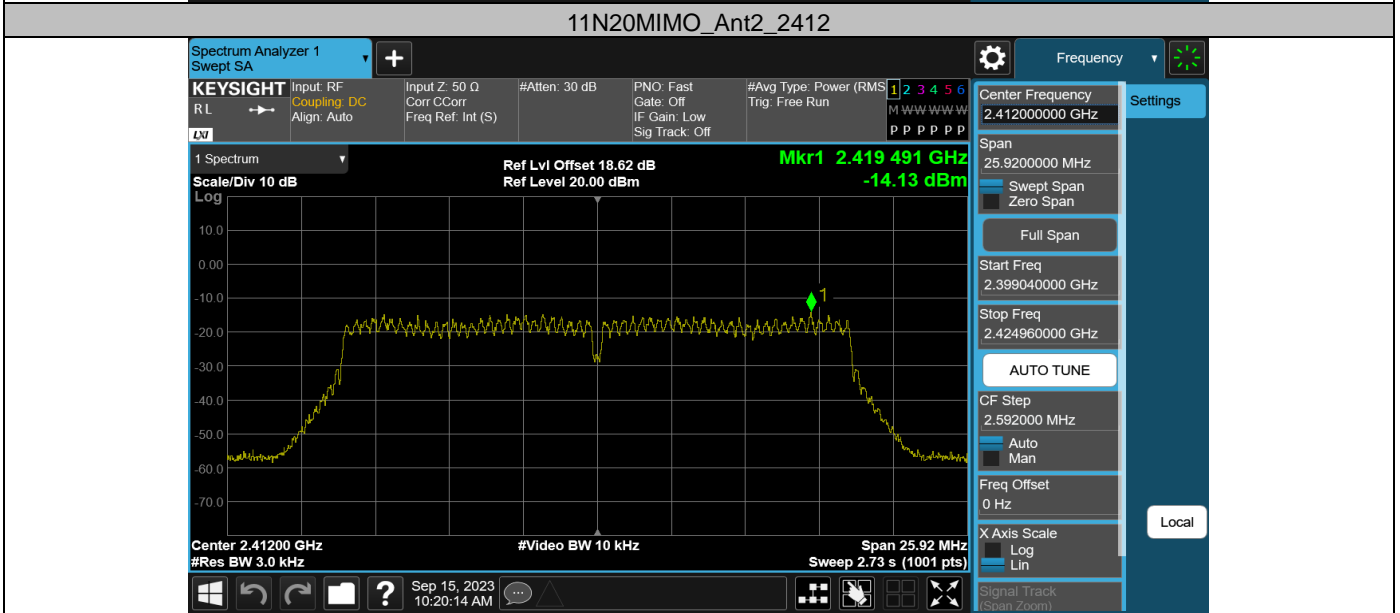 11N20MIMO_Ant2_2412
Spectrum Analyzer 1
Swept SA
Frequency
KEYSIGHT
RL
LXI
Input: RF
Coupling: DC
Align: Auto
Input Z: 50 Ω
Corr CCorr
Freq Ref: Int (S)
#Atten: 30 dB
PNO: Fast
Gate: Off
IF Gain: Low
Sig Track: Off
#Avg Type: Power (RMS
Trig: Free Run
1 2 3 4 5 6
M W W W W W
P P P P P P
1 Spectrum
Scale/Div 10 dB
Ref Lvl Offset 18.62 dB
Ref Level 20.00 dBm
Mkr1 2.419 491 GHz
-14.13 dBm
Log
10.0
0.00
-10.0
-20.0
-30.0
-40.0
-50.0
-60.0
-70.0
1
Center 2.41200 GHz
#Res BW 3.0 kHz
#Video BW 10 kHz
Span 25.92 MHz
Sweep 2.73 s (1001 pts)
Sep 15, 2023
10:20:14 AM
Center Frequency
2.412000000 GHz
Span
25.9200000 MHz
Swept Span
Zero Span
Full Span
Start Freq
2.399040000 GHz
Stop Freq
2.424960000 GHz
AUTO TUNE
CF Step
2.592000 MHz
Auto
Man
Freq Offset
0 Hz
X Axis Scale
Log
Lin
Signal Track
(Span Zoom)
Settings
Local